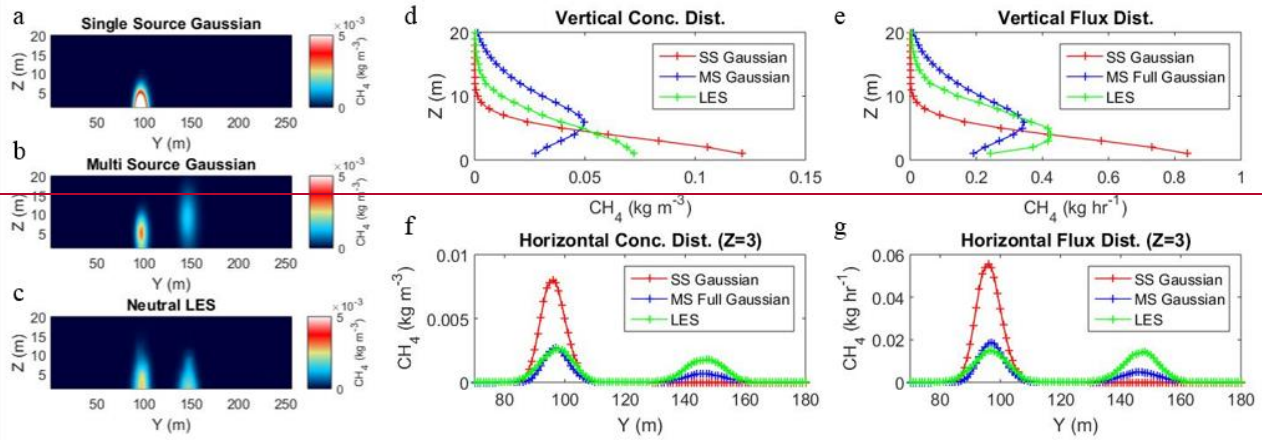 a
Single Source Gaussian
20
15
10
5
Z (m)
50 100 150 200 250
Y (m)
×10⁻³
5
0
CH₄ (kg m⁻³)
b
Multi Source Gaussian
20
15
10
5
Z (m)
50 100 150 200 250
Y (m)
×10⁻³
5
0
CH₄ (kg m⁻³)
c
Neutral LES
20
15
10
5
Z (m)
50 100 150 200 250
Y (m)
×10⁻³
5
0
CH₄ (kg m⁻³)
d
Vertical Conc. Dist.
20
10
0
Z (m)
SS Gaussian
MS Gaussian
LES
0 0.05 0.1 0.15
CH₄ (kg m⁻³)
e
Vertical Flux Dist.
20
10
0
Z (m)
SS Gaussian
MS Full Gaussian
LES
0 0.2 0.4 0.6 0.8 1
CH₄ (kg hr⁻¹)
f
Horizontal Conc. Dist. (Z=3)
0.01
0.005
0
CH₄ (kg m⁻³)
SS Gaussian
MS Full Gaussian
LES
80 100 120 140 160 180
Y (m)
g
Horizontal Flux Dist. (Z=3)
0.06
0.04
0.02
0
CH₄ (kg hr⁻¹)
SS Gaussian
MS Gaussian
LES
80 100 120 140 160 180
Y (m)